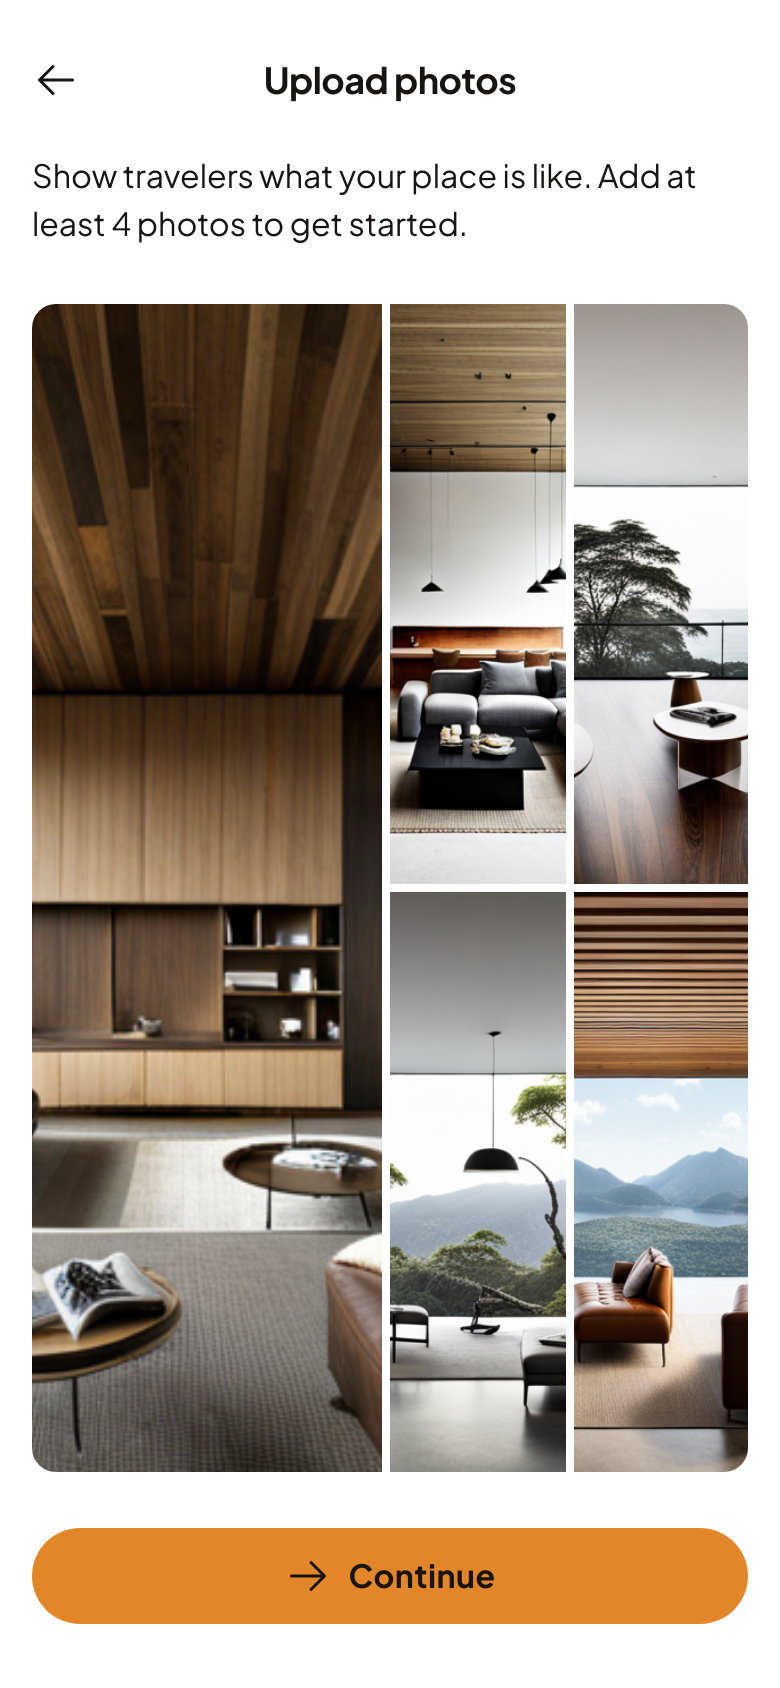 Upload photos
Show travelers what your place is like. Add at
least 4 photos to get started.
Continue